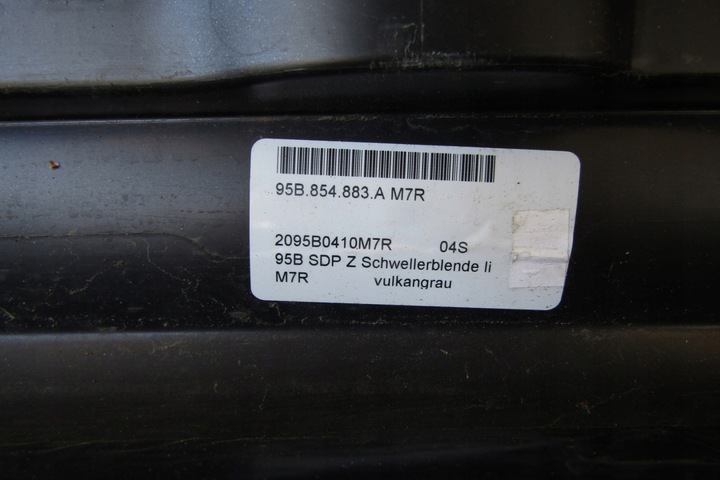 95B.854.883.A M7R
2095B0410M7R 04S
95B SDP Z Schwellerblende li
M7R vulkangrau